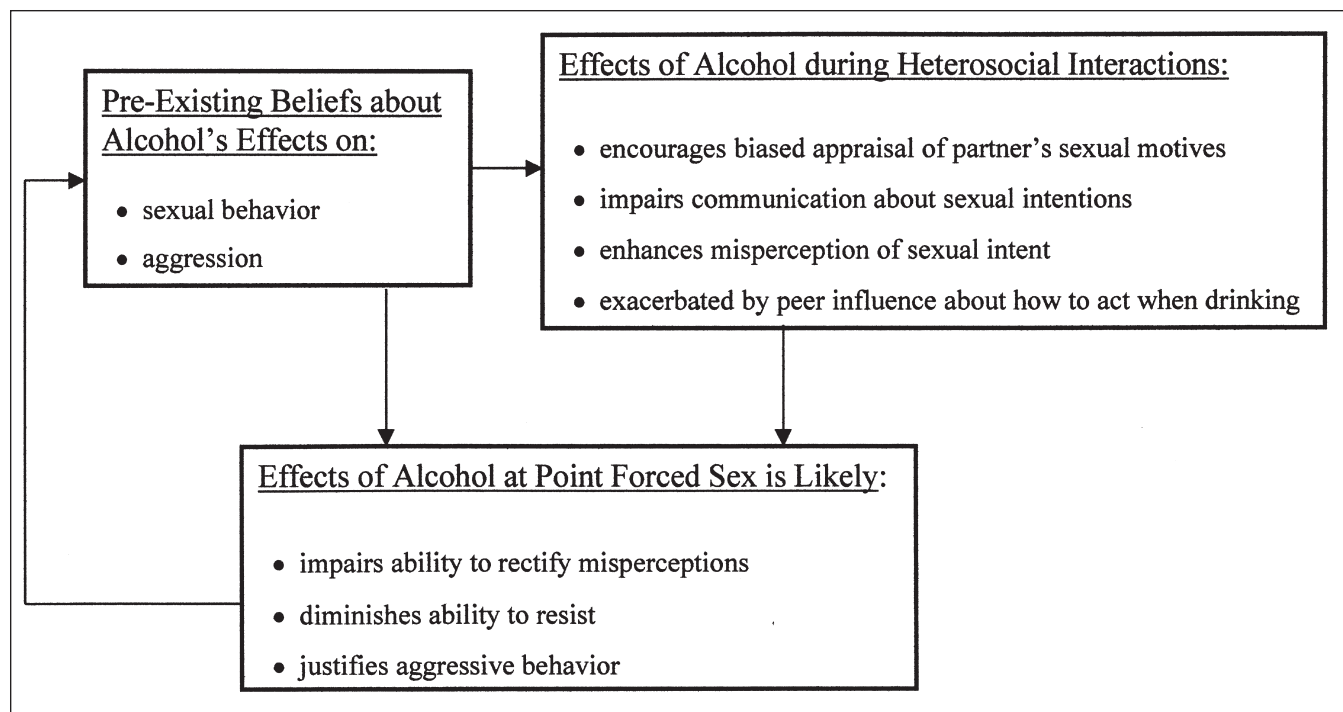 Pre-Existing Beliefs about
Alcohol's Effects on:
• sexual behavior
• aggression
Effects of Alcohol during Heterosocial Interactions:
• encourages biased appraisal of partner's sexual motives
• impairs communication about sexual intentions
• enhances misperception of sexual intent
• exacerbated by peer influence about how to act when drinking
Effects of Alcohol at Point Forced Sex is Likely:
• impairs ability to rectify misperceptions
• diminishes ability to resist
• justifies aggressive behavior